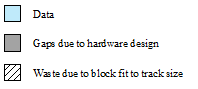 Data
Gaps due to hardware design
Waste due to block fit to track size